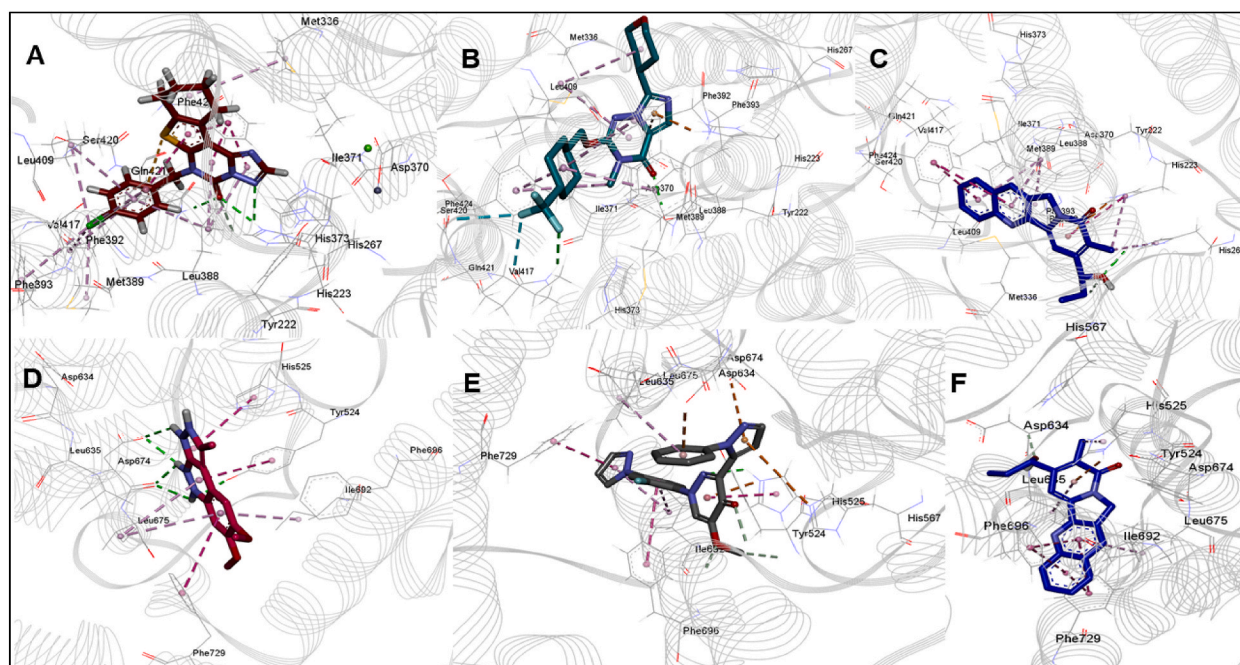 A
Met336
Phe42
Ser420
Leu409
Gln421
Ile371
Asp370
Val417
Phe392
His373
His267
Phe393
Met389
Leu388
His223
Tyr222
B
Met336
His267
Leu409
Phe392
Phe393
His223
Asp370
Phe424
Ser420
Ile371
Leu388
Met389
Tyr222
Gln421
Val417
His373
C
His373
Gln421
Val417
Ile371
Asp370
Leu388
Tyr222
Met389
His223
Phe424
Ser420
Leu409
His26
Met336
D
His525
Asp634
Tyr524
Leu635
Asp674
Phe696
Ile692
Leu675
Phe729
E
Asp674
Leu675
Asp634
Leu635
Phe729
His525
His567
Tyr524
Phe696
F
His567
His525
Asp634
Tyr524
Asp674
Phe696
Leu675
Ile692
Phe729